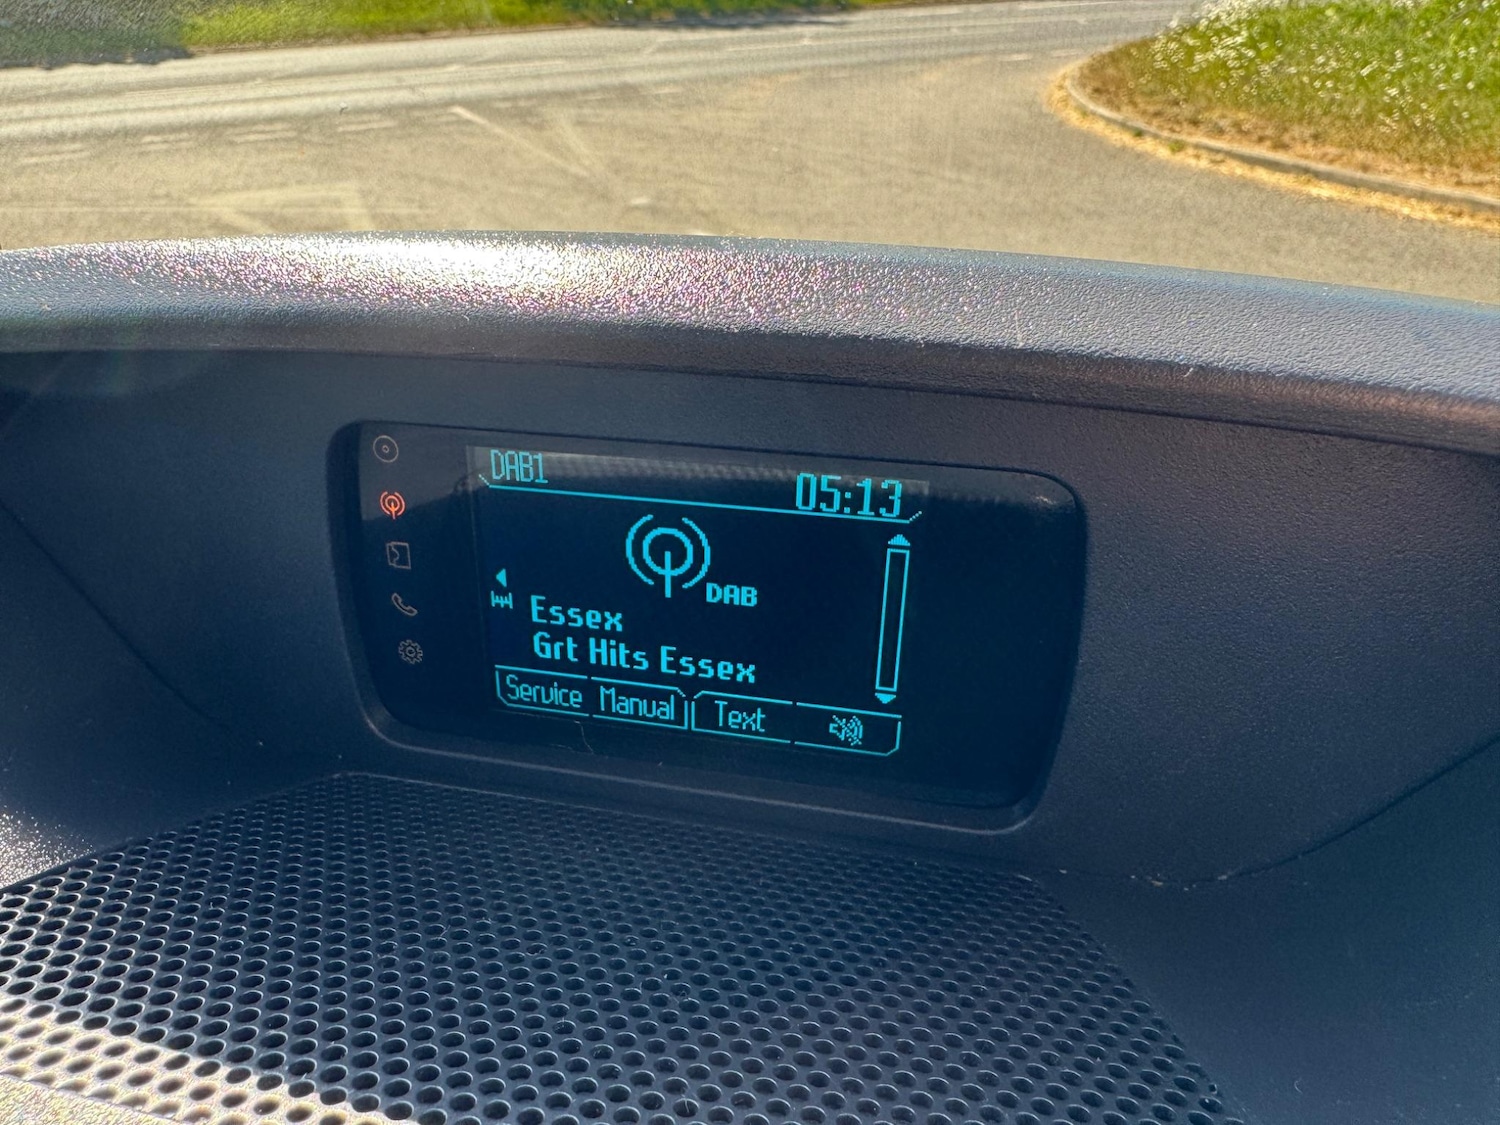 DAB1 05:13
DAB
Essex
Grt Hits Essex
Service Manual Text